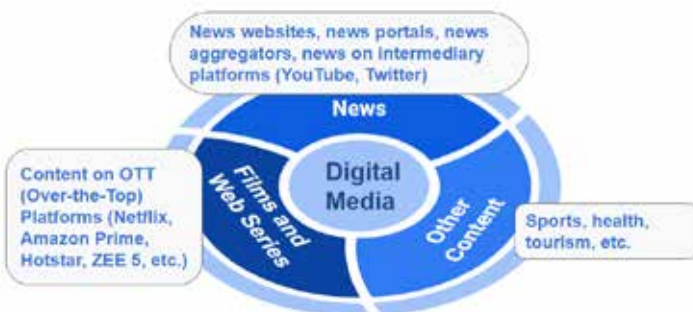 News websites, news portals, news
aggregators, news on intermediary
platforms (YouTube, Twitter)
News
Content on OTT
(Over-the-Top)
Platforms (Netflix,
Amazon Prime,
Hotstar, ZEE 5, etc.)
Films and
Web Series
Digital
Media
Other
Content
Sports, health,
tourism, etc.